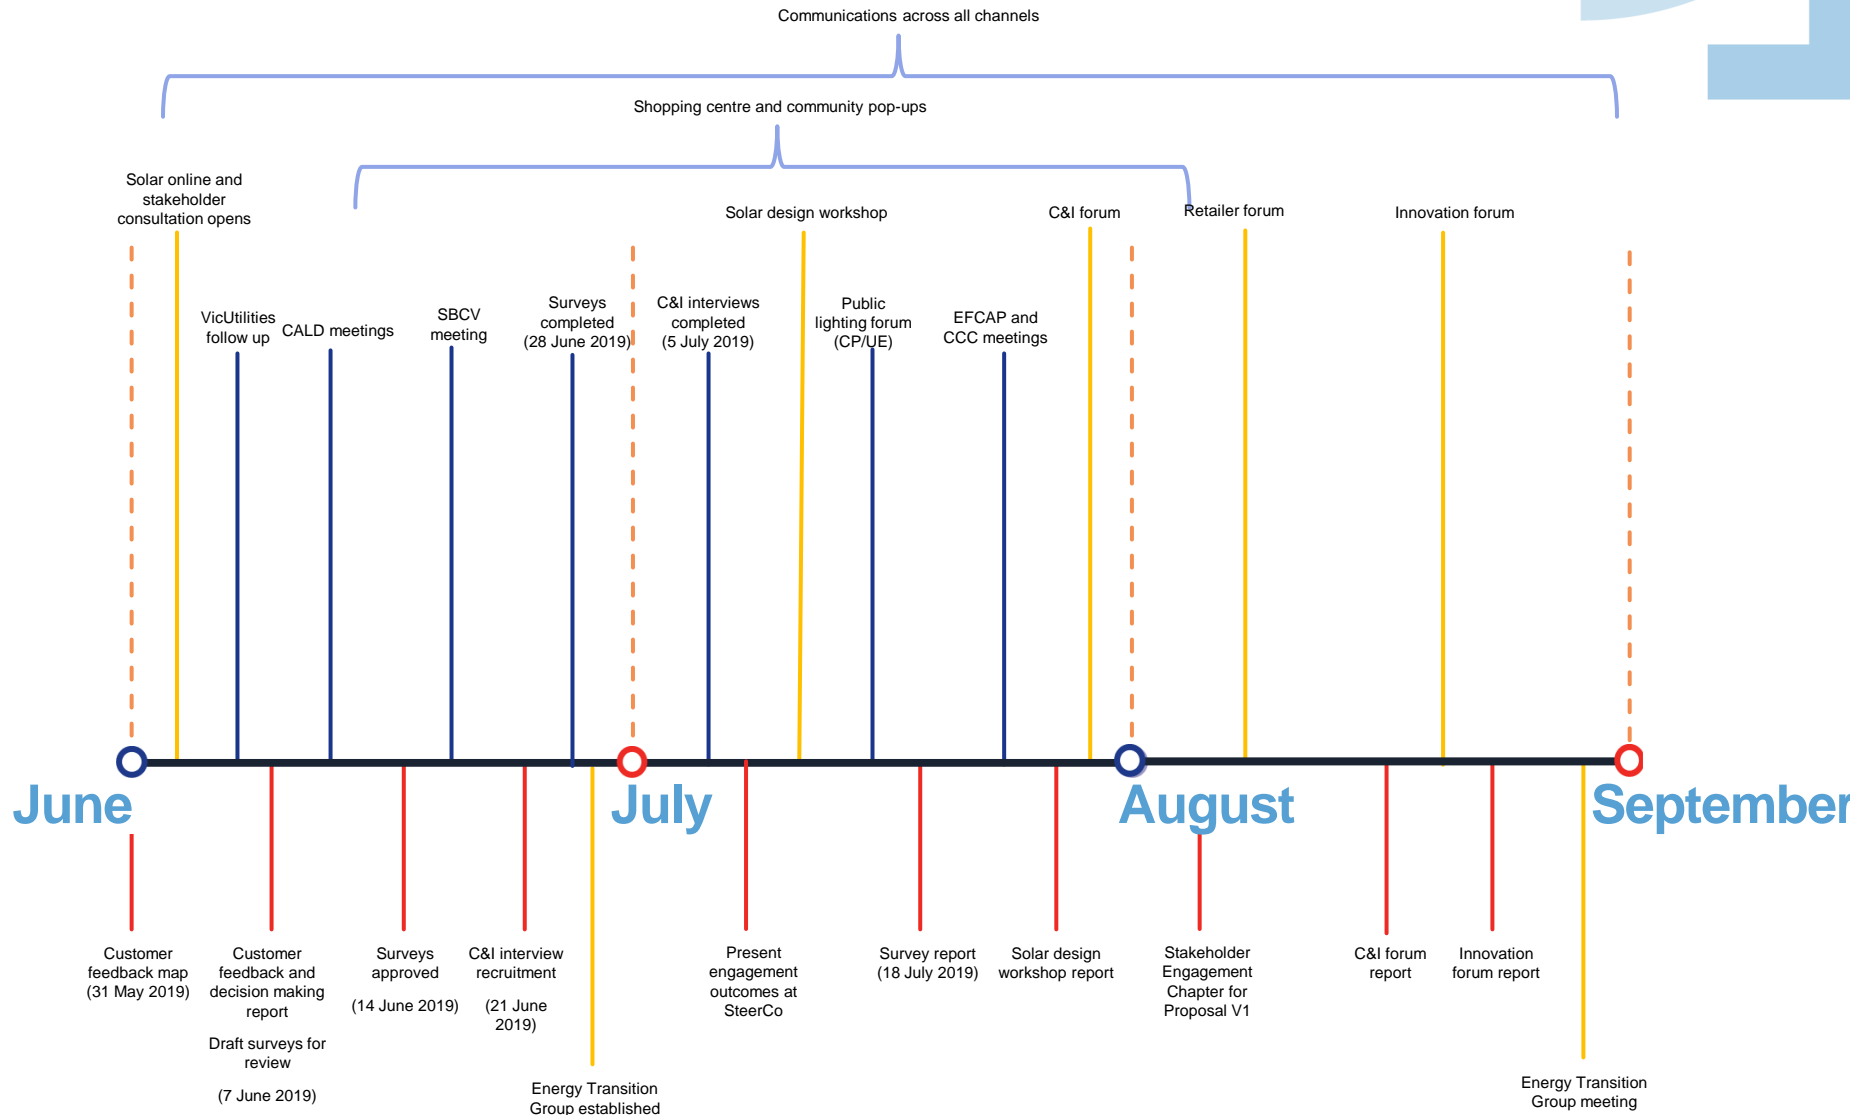 Communications across all channels
Shopping centre and community pop-ups
Solar online and
stakeholder
consultation opens
Solar design workshop
C&I forum
Retailer forum
Innovation forum
VicUtilities
follow up
CALD meetings
SBCV
meeting
Surveys
completed
(28 June 2019)
C&I interviews
completed
(5 July 2019)
Public
lighting forum
(CP/UE)
EFCAP and
CCC meetings
June
July
August
September
Customer
feedback map
(31 May 2019)
Customer
feedback and
decision making
report
Draft surveys for
review
(7 June 2019)
Surveys
approved
(14 June 2019)
C&I interview
recruitment
(21 June
2019)
Energy Transition
Group established
Present
engagement
outcomes at
SteerCo
Survey report
(18 July 2019)
Solar design
workshop report
Stakeholder
Engagement
Chapter for
Proposal V1
C&I forum
report
Innovation
forum report
Energy Transition
Group meeting